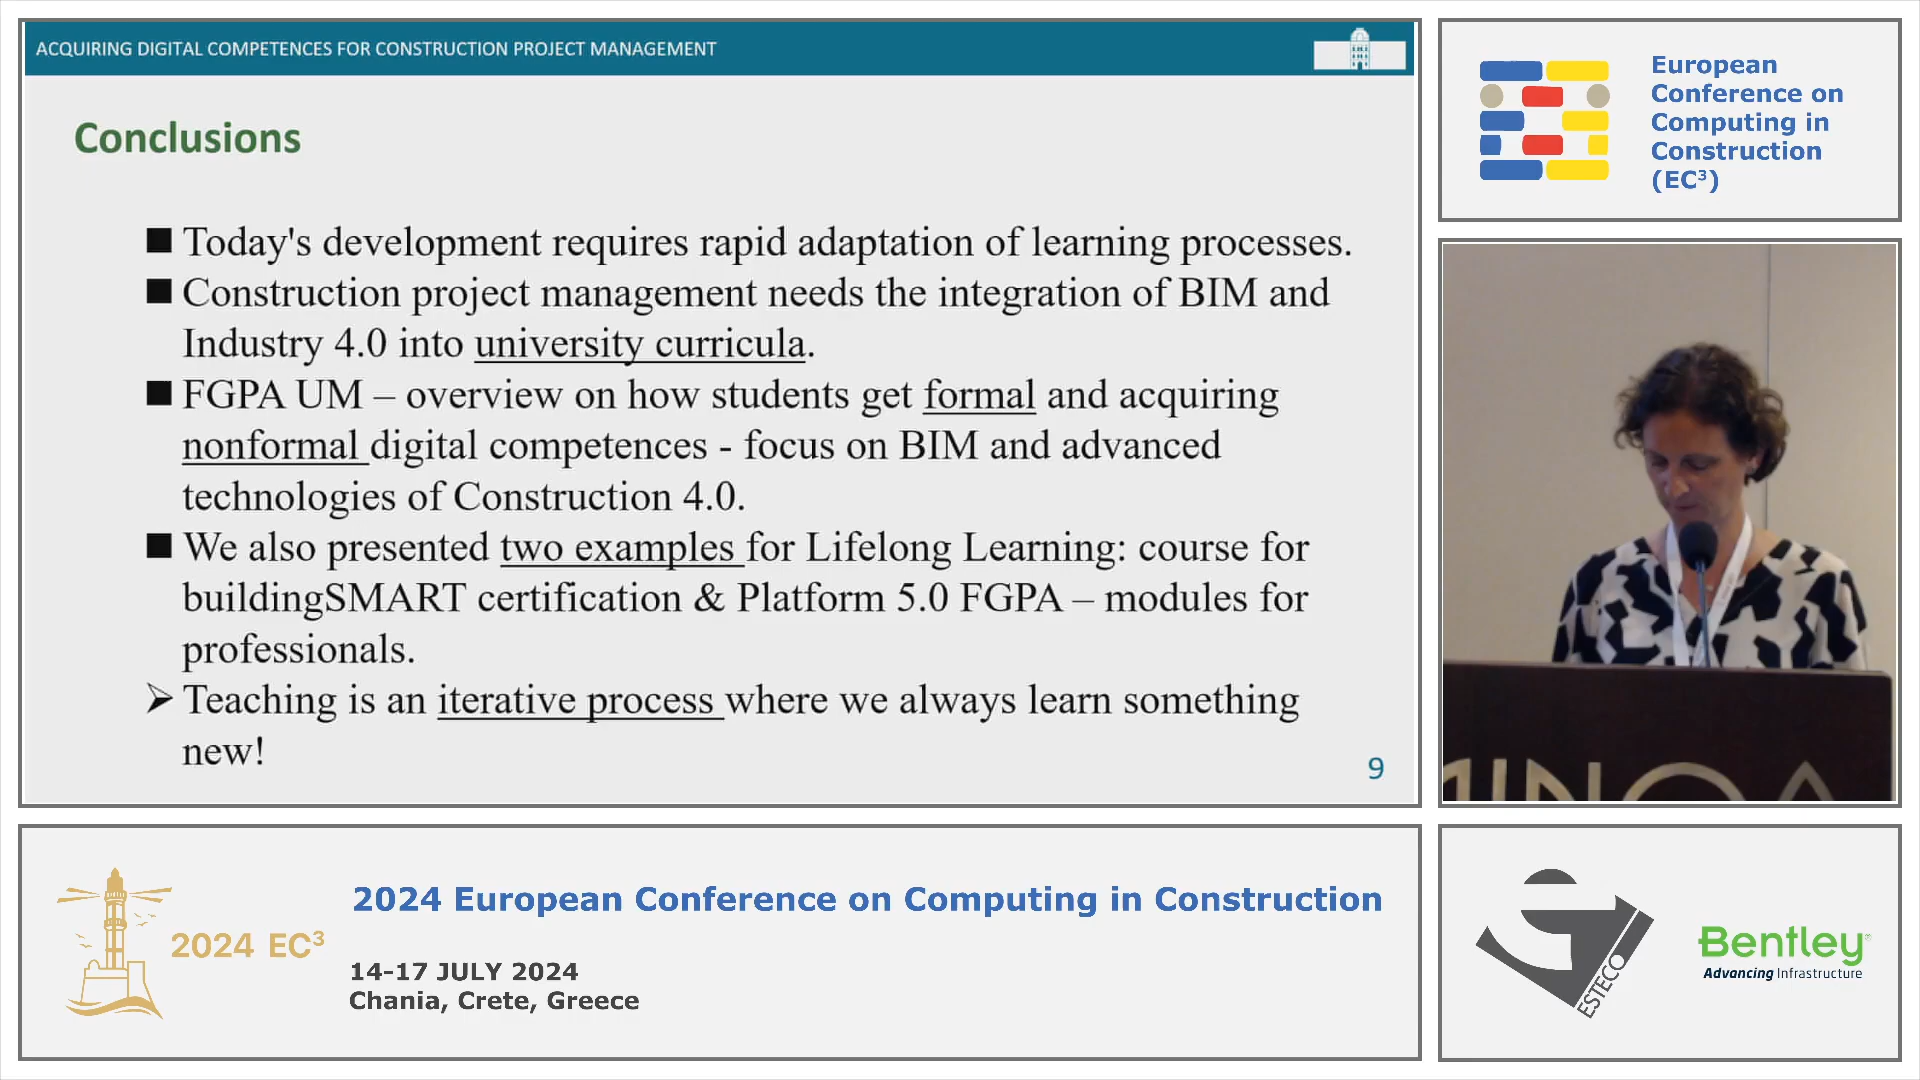 ACQUIRING DIGITAL COMPETENCES FOR CONSTRUCTION PROJECT MANAGEMENT
Conclusions
■ Today's development requires rapid adaptation of learning processes.
■ Construction project management needs the integration of BIM and
Industry 4.0 into university curricula.
■ FGPA UM – overview on how students get formal and acquiring
nonformal digital competences - focus on BIM and advanced
technologies of Construction 4.0.
■ We also presented two examples for Lifelong Learning: course for
buildingSMART certification & Platform 5.0 FGPA – modules for
professionals.
➢ Teaching is an iterative process where we always learn something
new!
9
European
Conference on
Computing in
Construction
(EC³)
MINOA
2024 EC³
2024 European Conference on Computing in Construction
14-17 JULY 2024
Chania, Crete, Greece
ESTECO
Bentley®
Advancing Infrastructure